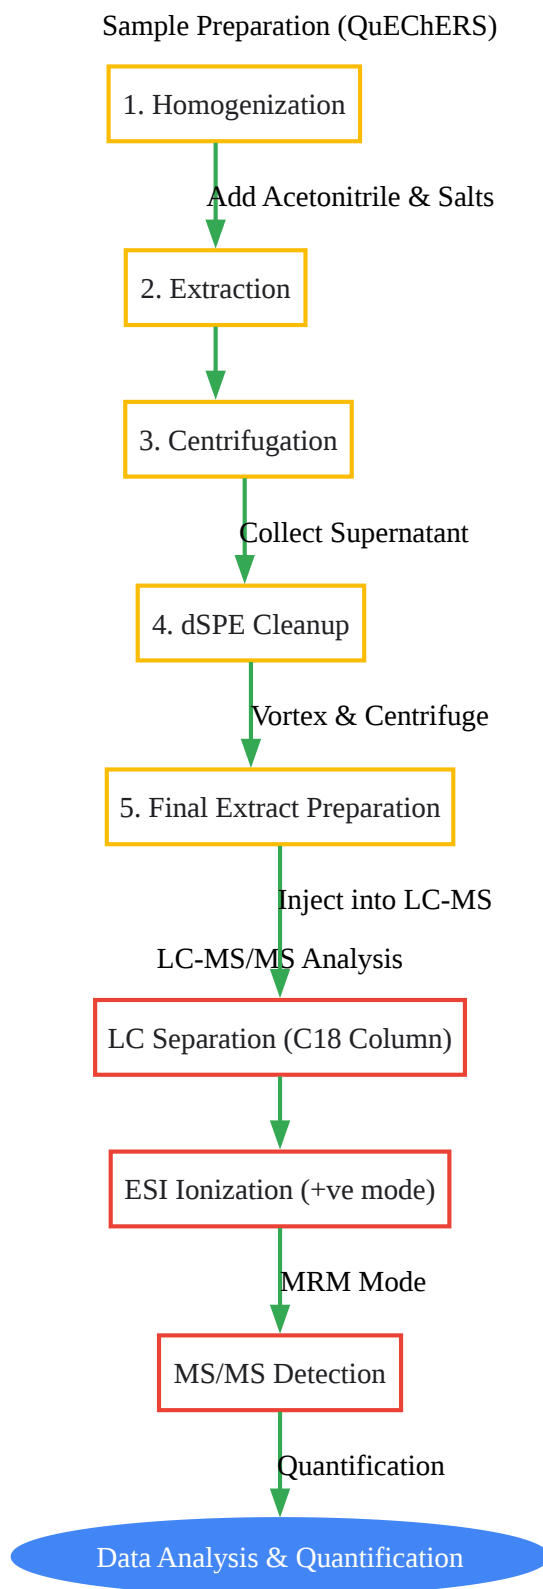 Sample Preparation (QuEChERS)
1. Homogenization
Add Acetonitrile & Salts
2. Extraction
3. Centrifugation
Collect Supernatant
4. dSPE Cleanup
Vortex & Centrifuge
5. Final Extract Preparation
Inject into LC-MS
LC-MS/MS Analysis
LC Separation (C18 Column)
ESI Ionization (+ve mode)
MRM Mode
MS/MS Detection
Quantification
Data Analysis & Quantification